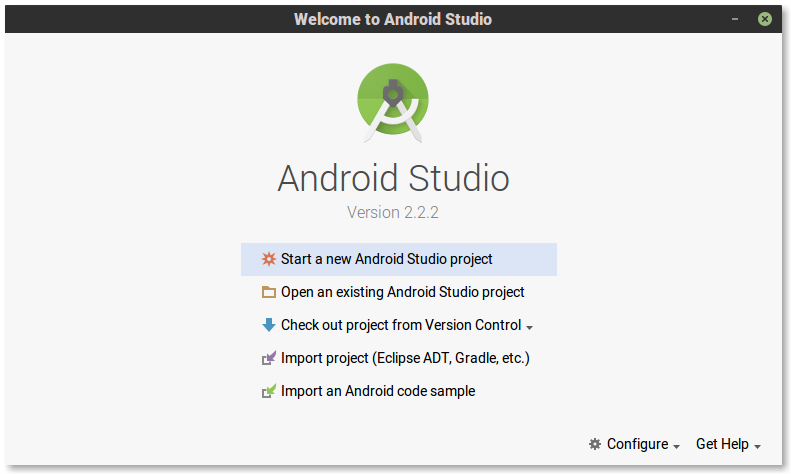 Welcome to Android Studio
Android Studio
Version 2.2.2
Start a new Android Studio project
Open an existing Android Studio project
Check out project from Version Control
Import project (Eclipse ADT, Gradle, etc.)
Import an Android code sample
Configure Get Help